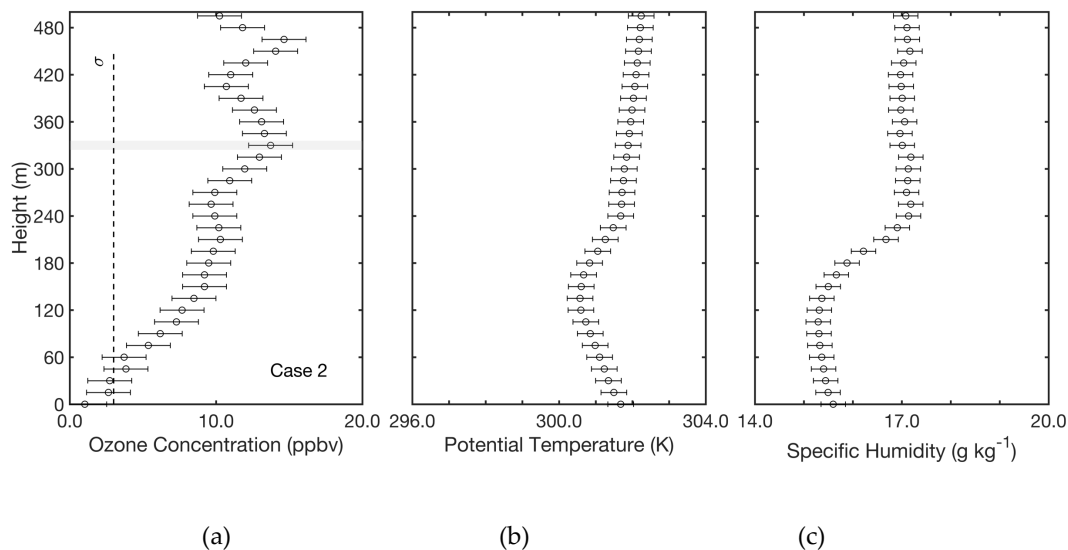 480
420
360
300
240
180
120
60
0
Height (m)
σ
Case 2
0.0 10.0 20.0
Ozone Concentration (ppbv)
296.0 300.0 304.0
Potential Temperature (K)
14.0 17.0 20.0
Specific Humidity (g kg⁻¹)
(a) (b) (c)